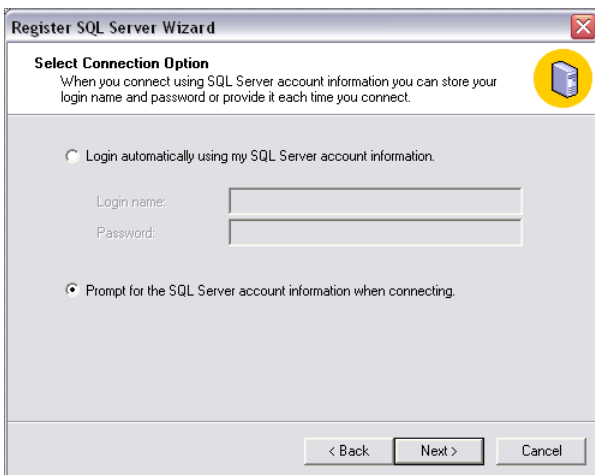 Register SQL Server Wizard
Select Connection Option
When you connect using SQL Server account information you can store your
login name and password or provide it each time you connect.
Login automatically using my SQL Server account information.
Login name:
Password:
Prompt for the SQL Server account information when connecting.
< Back Next > Cancel